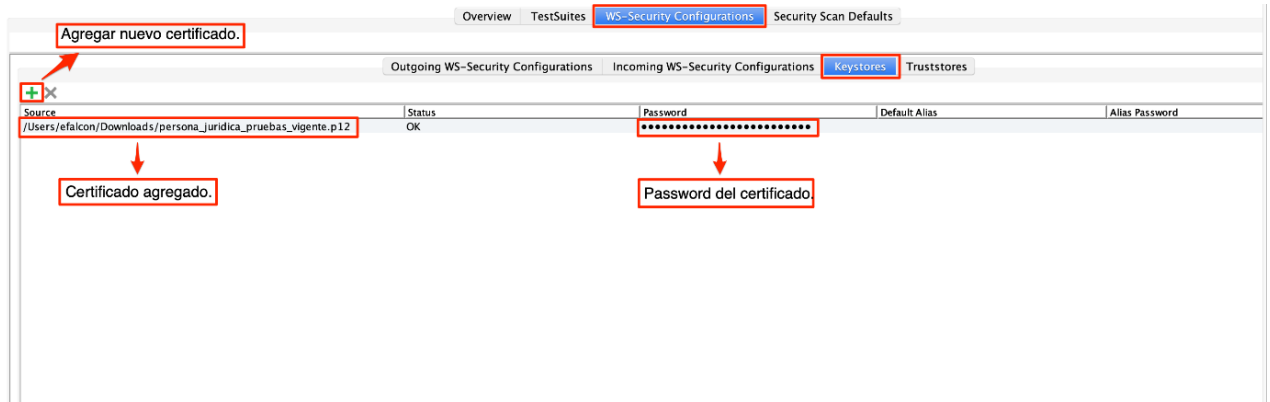 Overview TestSuites WS-Security Configurations Security Scan Defaults
Agregar nuevo certificado.
Outgoing WS-Security Configurations Incoming WS-Security Configurations Keystores Truststores
Source Status Password Default Alias Alias Password
/Users/efalcon/Downloads/persona_juridica_pruebas_vigente.p12 OK •••••••••••••••••••••••••
Certificado agregado. Password del certificado.